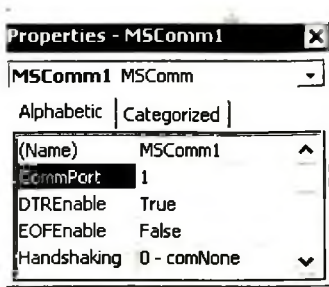 Properties - MSComm1
MSComm1 MSComm
Alphabetic Categorized
(Name) MSComm1
CommPort 1
DTREnable True
EOFEnable False
Handshaking 0 - comNone